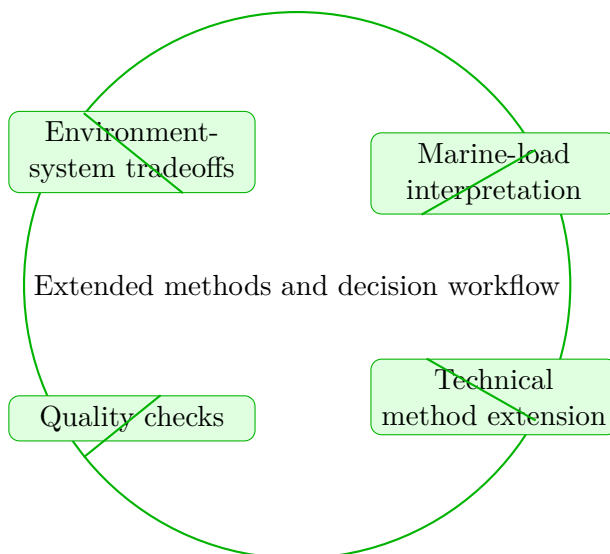 Environment-
system tradeoffs
Marine-load
interpretation
Extended methods and decision workflow
Quality checks
Technical
method extension